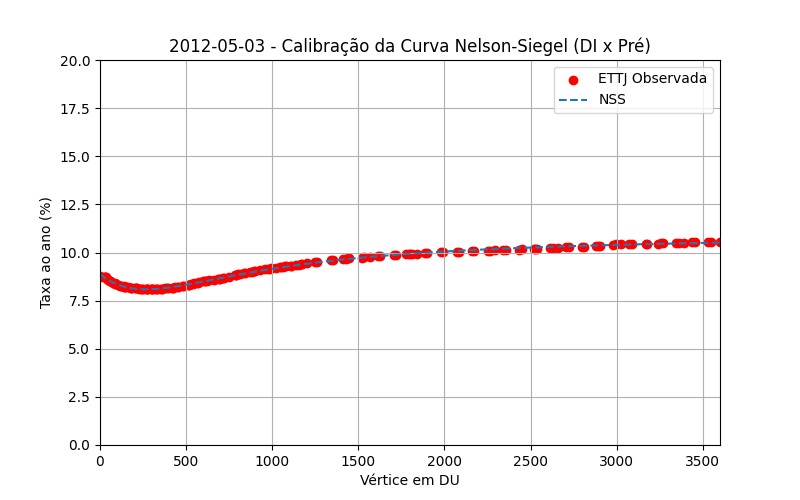 2012-05-03 - Calibração da Curva Nelson-Siegel (DI x Pré)
ETTJ Observada
NSS
Taxa ao ano (%)
20.0
17.5
15.0
12.5
10.0
7.5
5.0
2.5
0.0
0 500 1000 1500 2000 2500 3000 3500
Vértice em DU